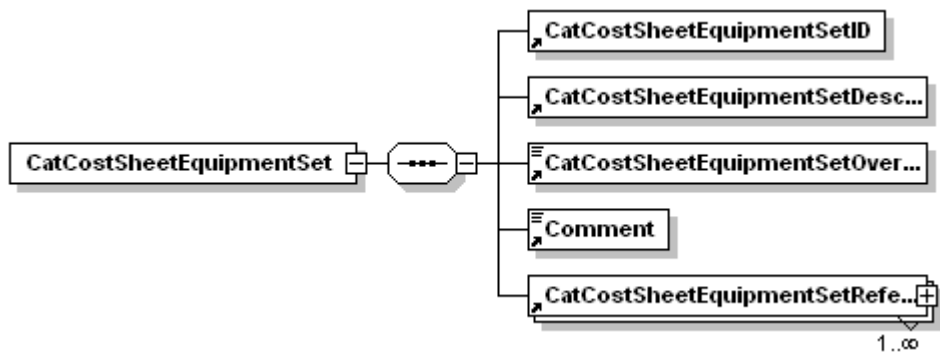 CatCostSheetEquipmentSetID
CatCostSheetEquipmentSetDesc...
CatCostSheetEquipmentSet
CatCostSheetEquipmentSetOver...
Comment
CatCostSheetEquipmentSetRefe...
1..∞